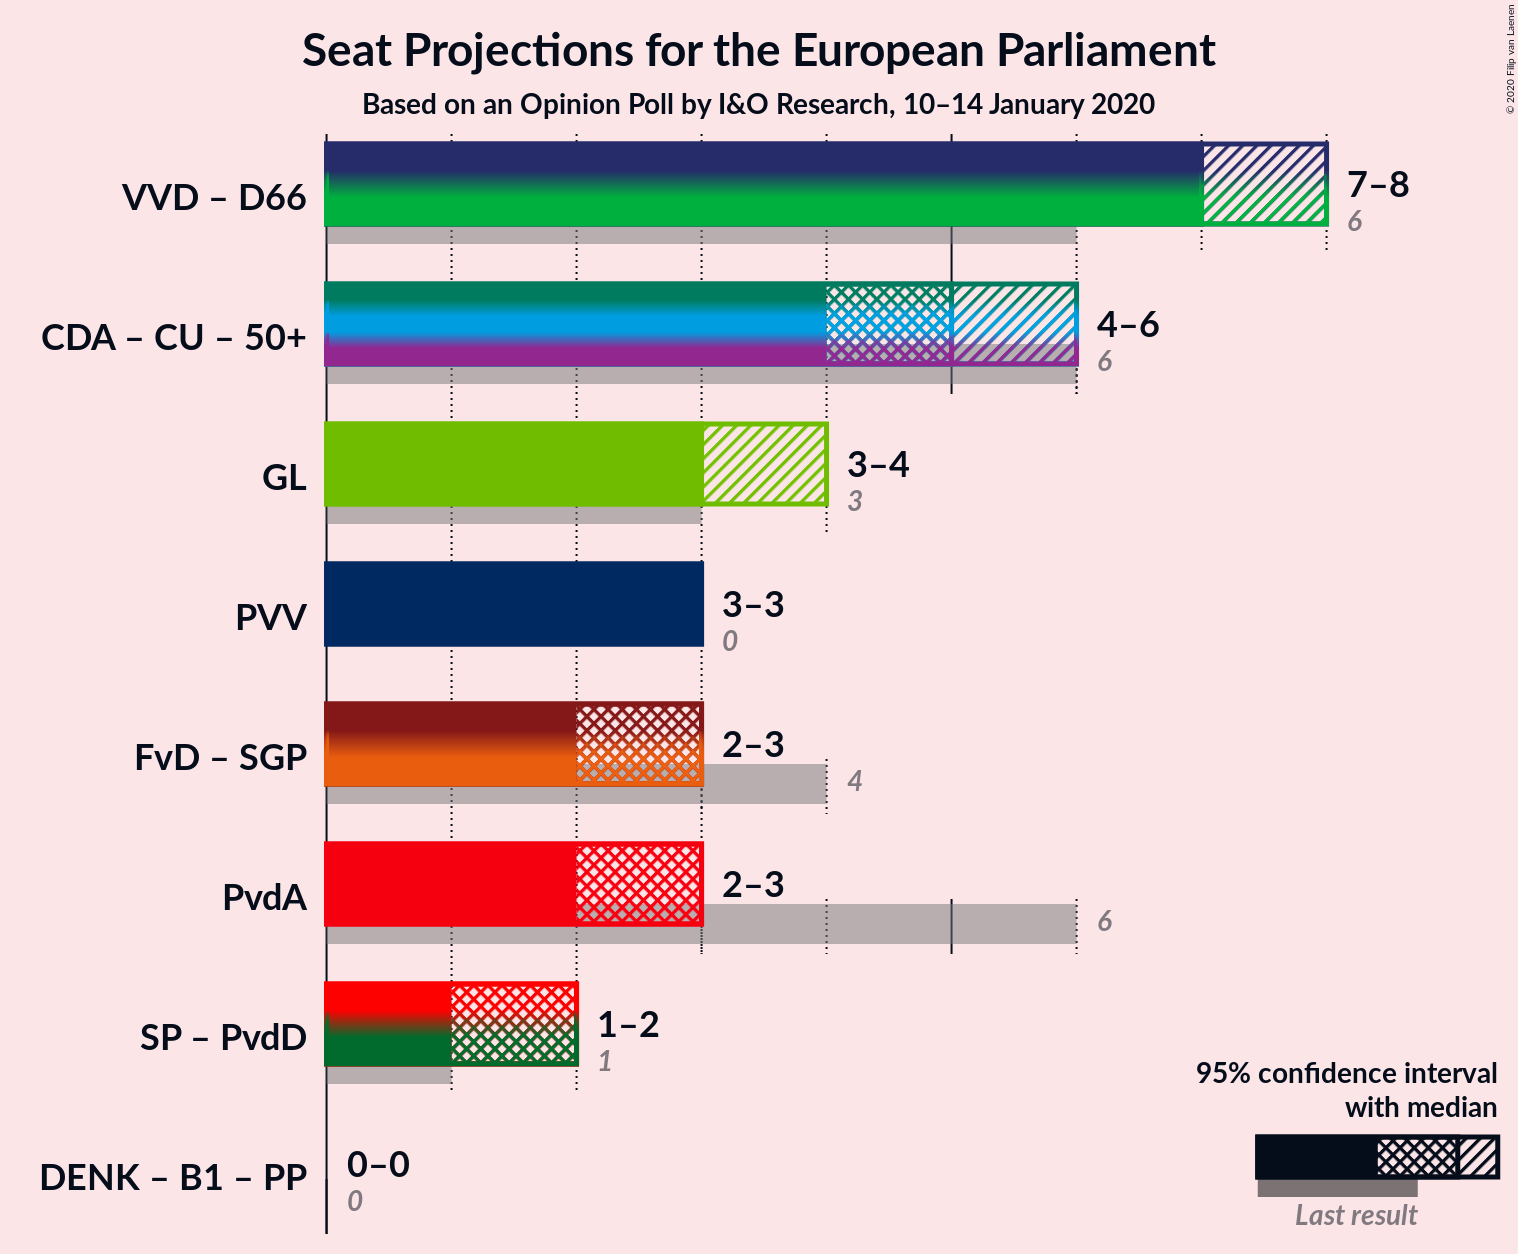 Seat Projections for the European Parliament
Based on an Opinion Poll by I&O Research, 10–14 January 2020
© 2020 Filip van Laenen
VVD – D66
7–8
6
CDA – CU – 50+
4–6
6
GL
3–4
3
PVV
3–3
0
FvD – SGP
2–3
4
PvdA
2–3
6
SP – PvdD
1–2
1
DENK – B1 – PP
0–0
0
95% confidence interval
with median
Last result